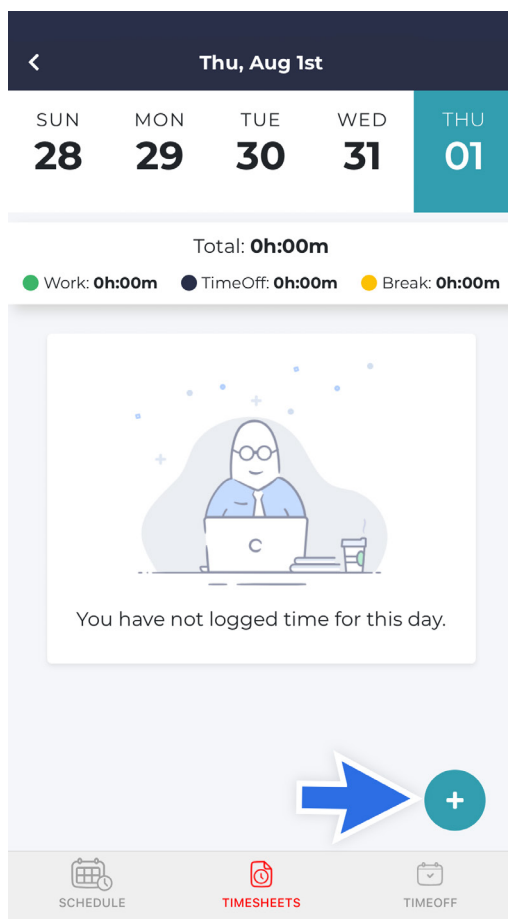 Thu, Aug 1st
SUN MON TUE WED THU
28 29 30 31 01
Total: 0h:00m
Work: 0h:00m TimeOff: 0h:00m Break: 0h:00m
You have not logged time for this day.
+
SCHEDULE TIMESHEETS TIMEOFF